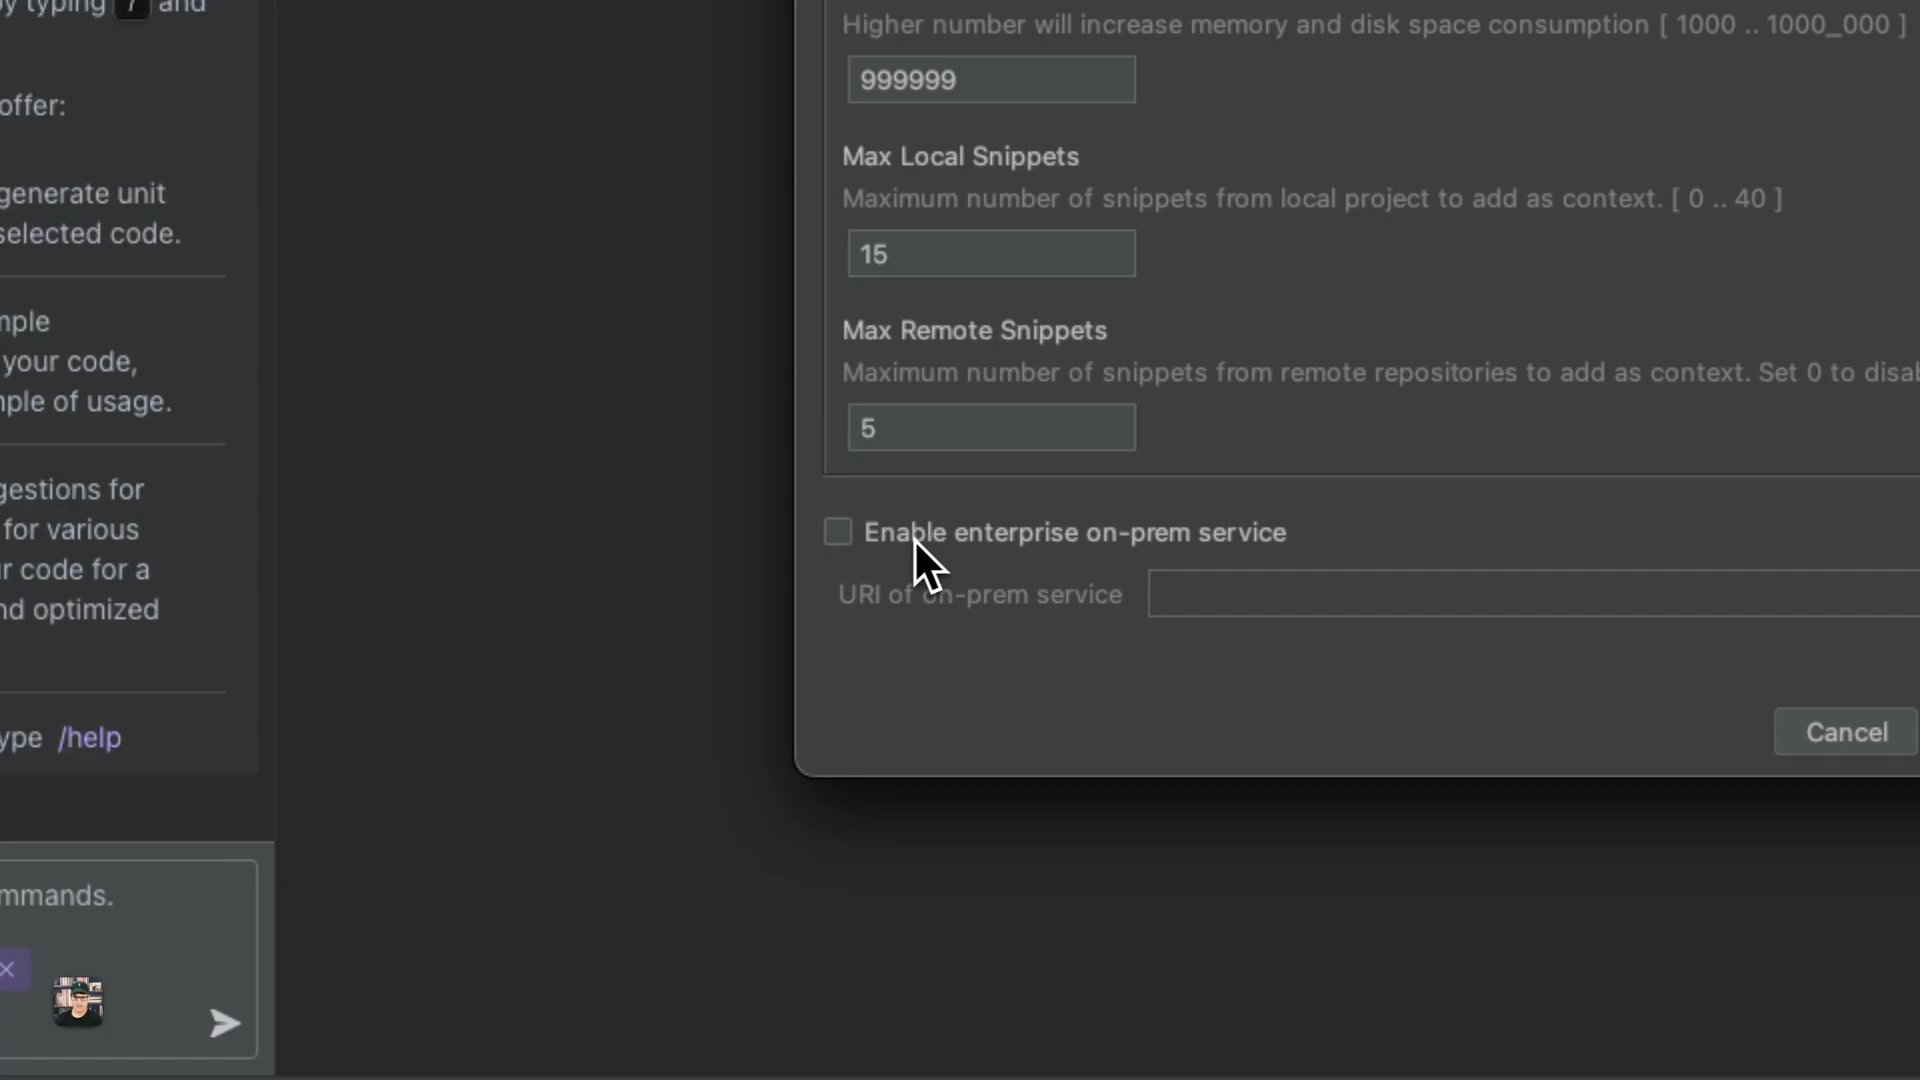 by typing / and
offer:
generate unit
selected code.
mple
your code,
mple of usage.
gestions for
for various
r code for a
nd optimized
ype /help
mmands.
Higher number will increase memory and disk space consumption [ 1000 .. 1000_000 ]
999999
Max Local Snippets
Maximum number of snippets from local project to add as context. [ 0 .. 40 ]
15
Max Remote Snippets
Maximum number of snippets from remote repositories to add as context. Set 0 to disab
5
Enable enterprise on-prem service
URI of on-prem service
Cancel